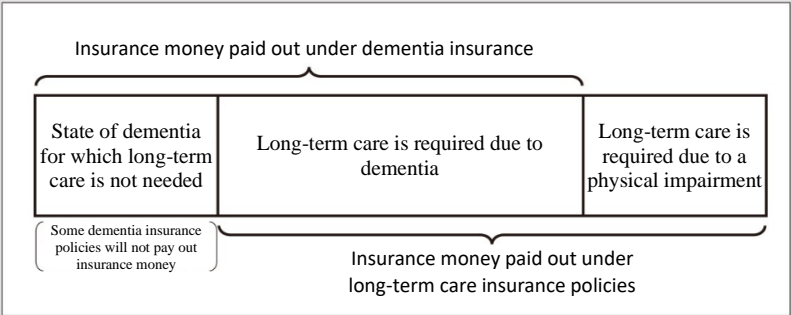 Insurance money paid out under dementia insurance
State of dementia
for which long-term
care is not needed
Long-term care is required due to
dementia
Long-term care is
required due to a
physical impairment
Some dementia insurance
policies will not pay out
insurance money
Insurance money paid out under
long-term care insurance policies